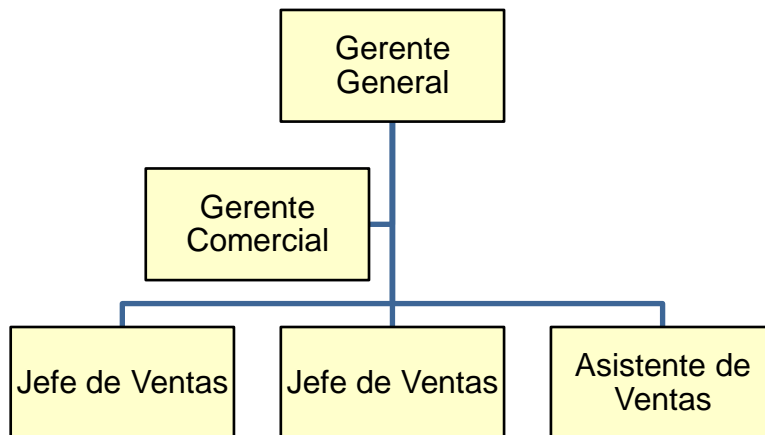 Gerente
General
Gerente
Comercial
Jefe de Ventas
Jefe de Ventas
Asistente de
Ventas